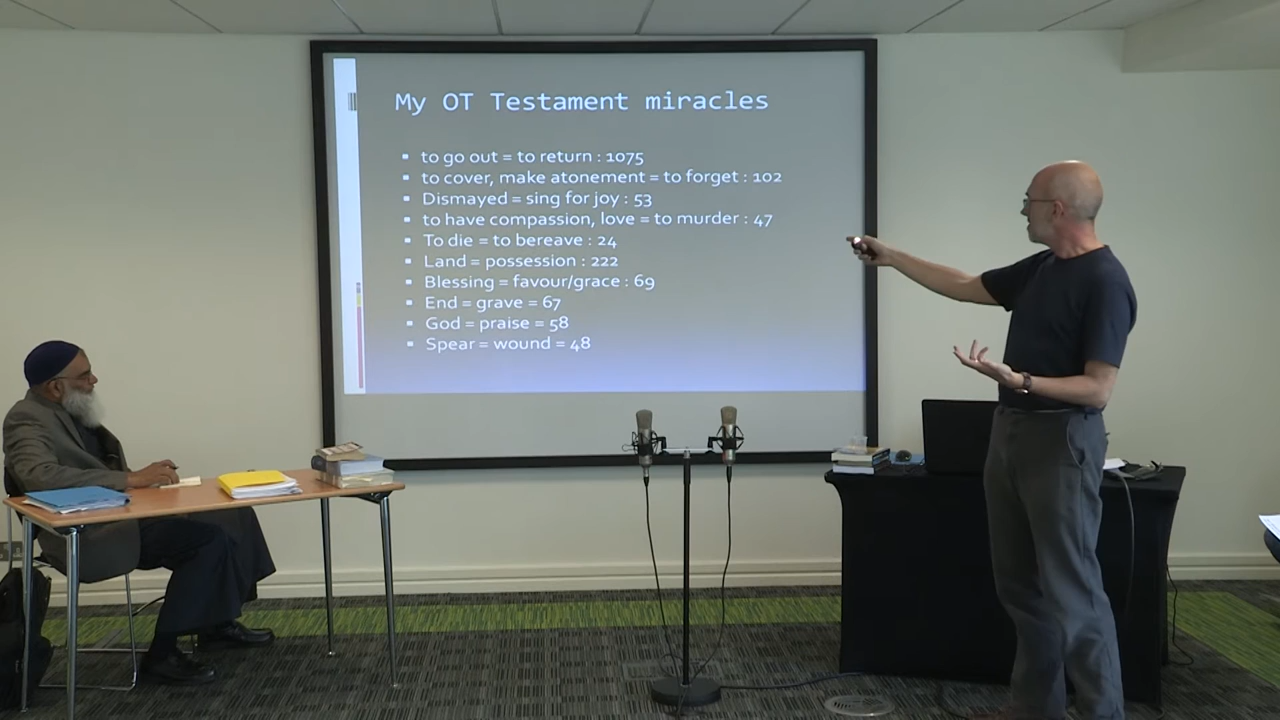 My OT Testament miracles
to go out = to return : 1075
to cover, make atonement = to forget : 102
Dismayed = sing for joy : 53
to have compassion, love = to murder : 47
To die = to bereave : 24
Land = possession : 222
Blessing = favour/grace : 69
End = grave = 67
God = praise = 58
Spear = wound = 48